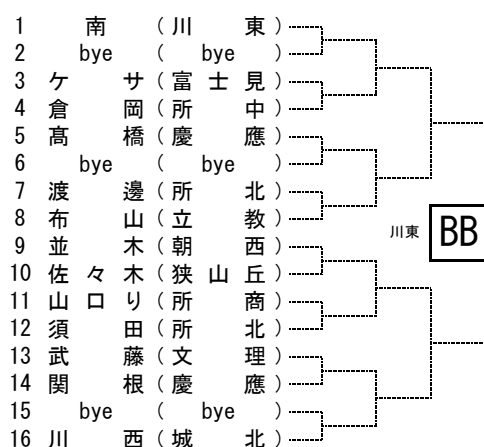 1 南 (川東)
2 bye ( bye )
3 ケサ (富士見)
4 倉岡 (所中)
5 髙橋 (慶應)
6 bye ( bye )
7 渡邊 (所北)
8 布山 (立教)
川東 BB
9 並木 (朝西)
10 佐々木 (狭山丘)
11 山口り (所商)
12 須田 (所北)
13 武藤 (文理)
14 関根 (慶應)
15 bye ( bye )
16 川西 (城北)